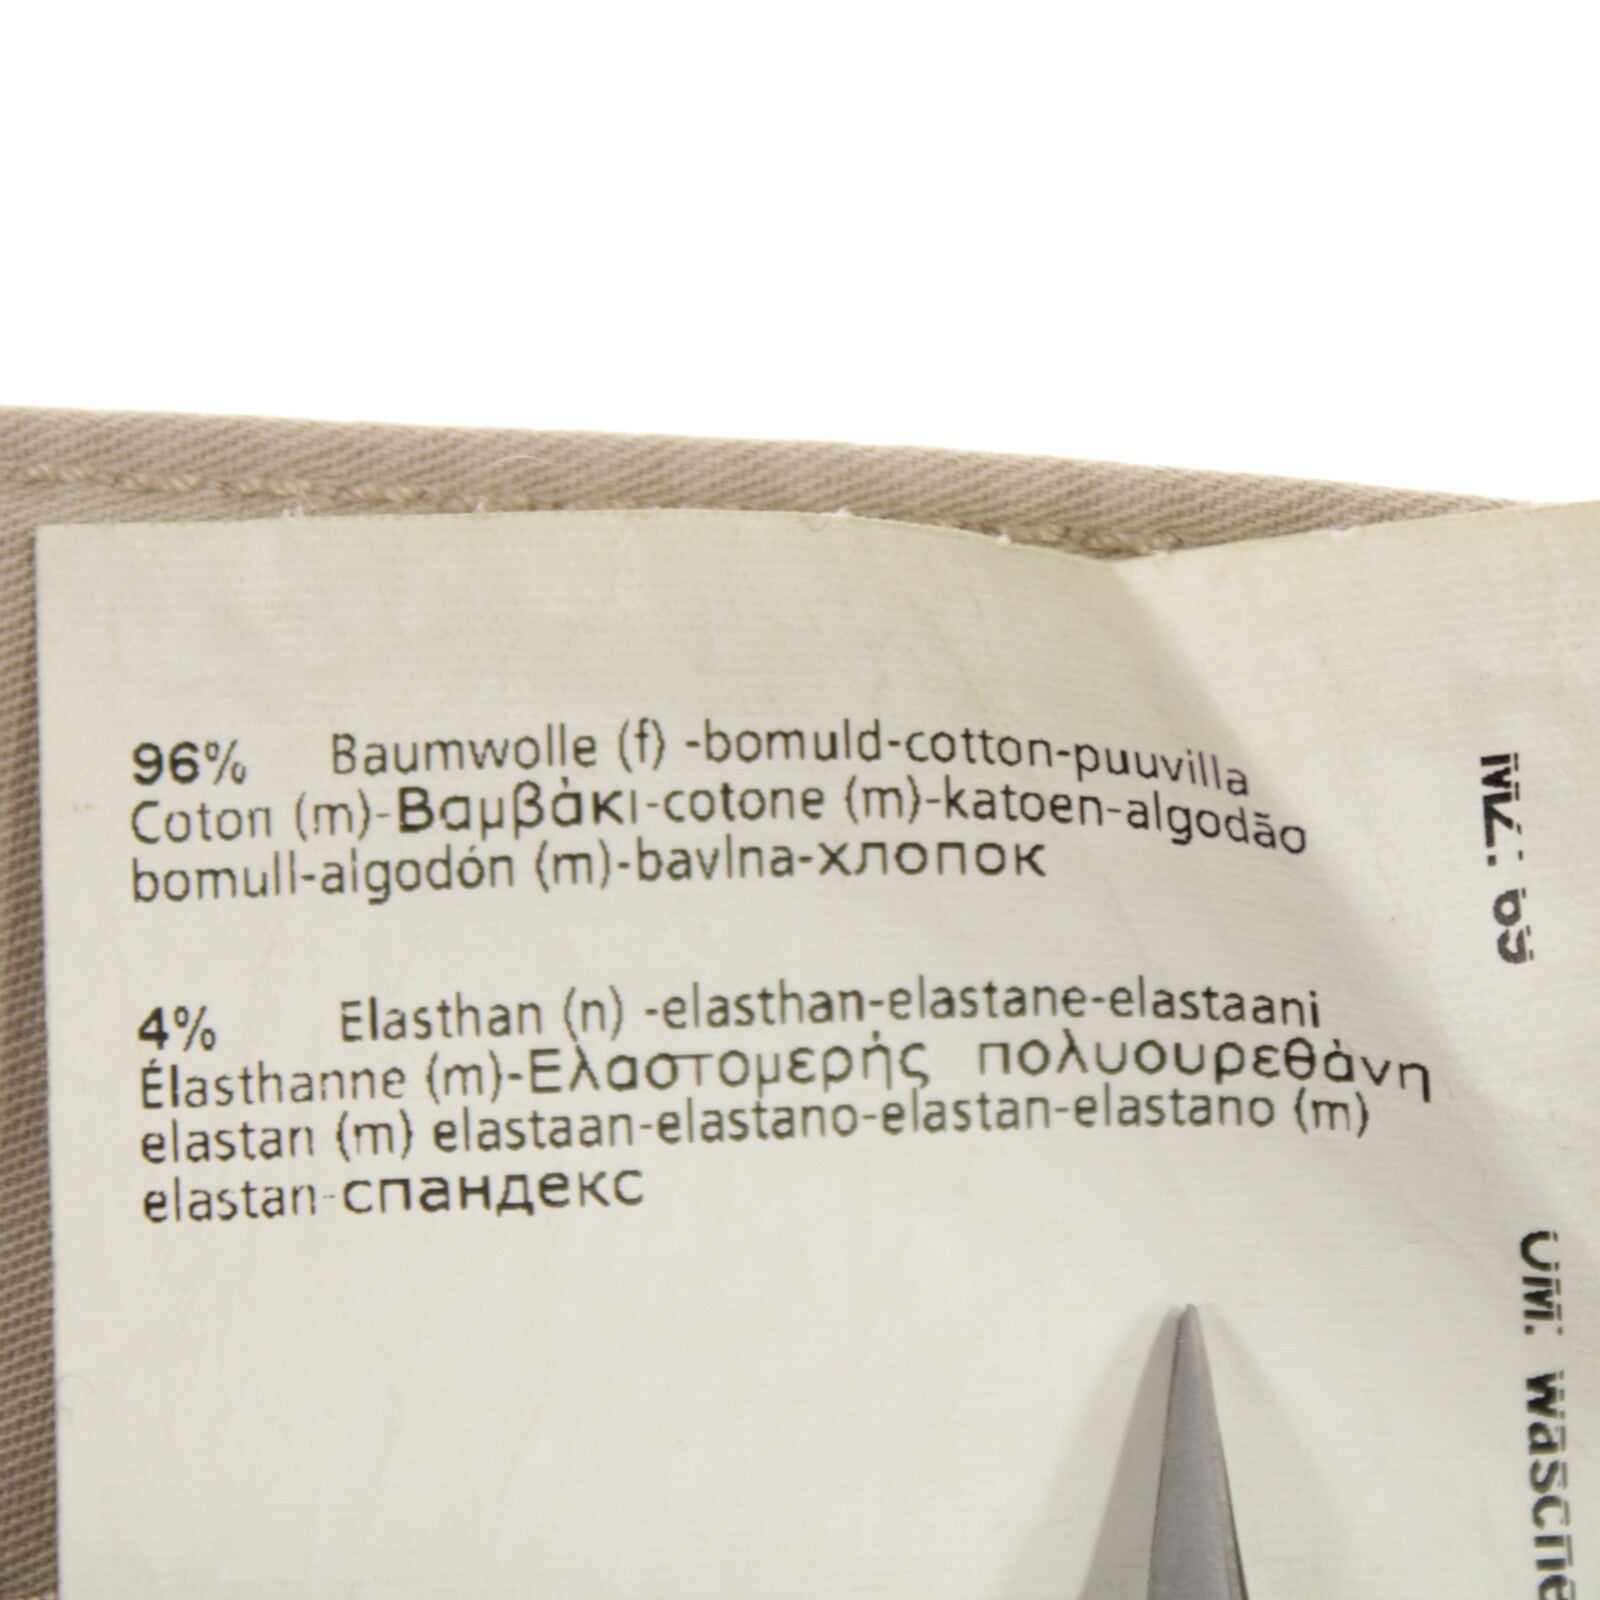 96% Baumwolle (f) -bomuld-cotton-puuvilla
Coton (m)-Βαμβάκι-cotone (m)-katoen-algodão
bomull-algodón (m)-bavlna-хлопок
4% Elasthan (n) -elasthan-elastane-elastaani
Élasthanne (m)-Ελαστομερής πολυουρεθάνη
elastan (m) elastaan-elastano-elastan-elastano (m)
elastan-спандекс